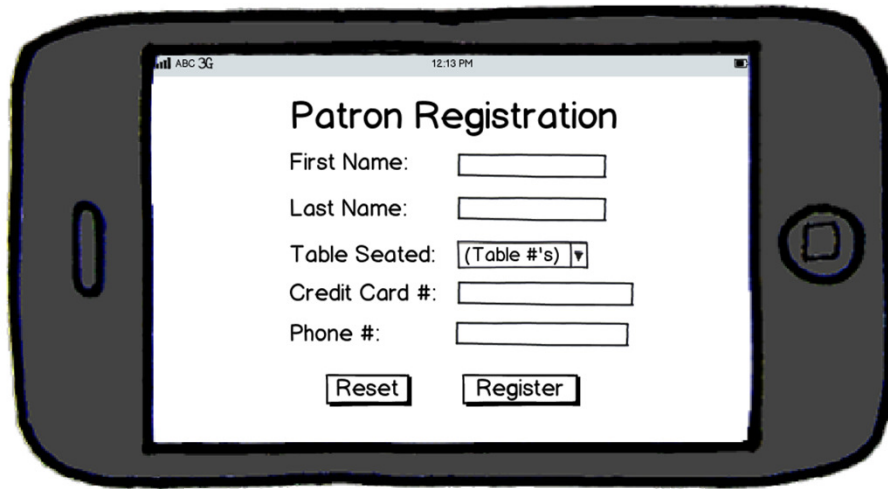 ABC 3G 12:13 PM
Patron Registration
First Name:
Last Name:
Table Seated: (Table #'s)
Credit Card #:
Phone #:
Reset Register